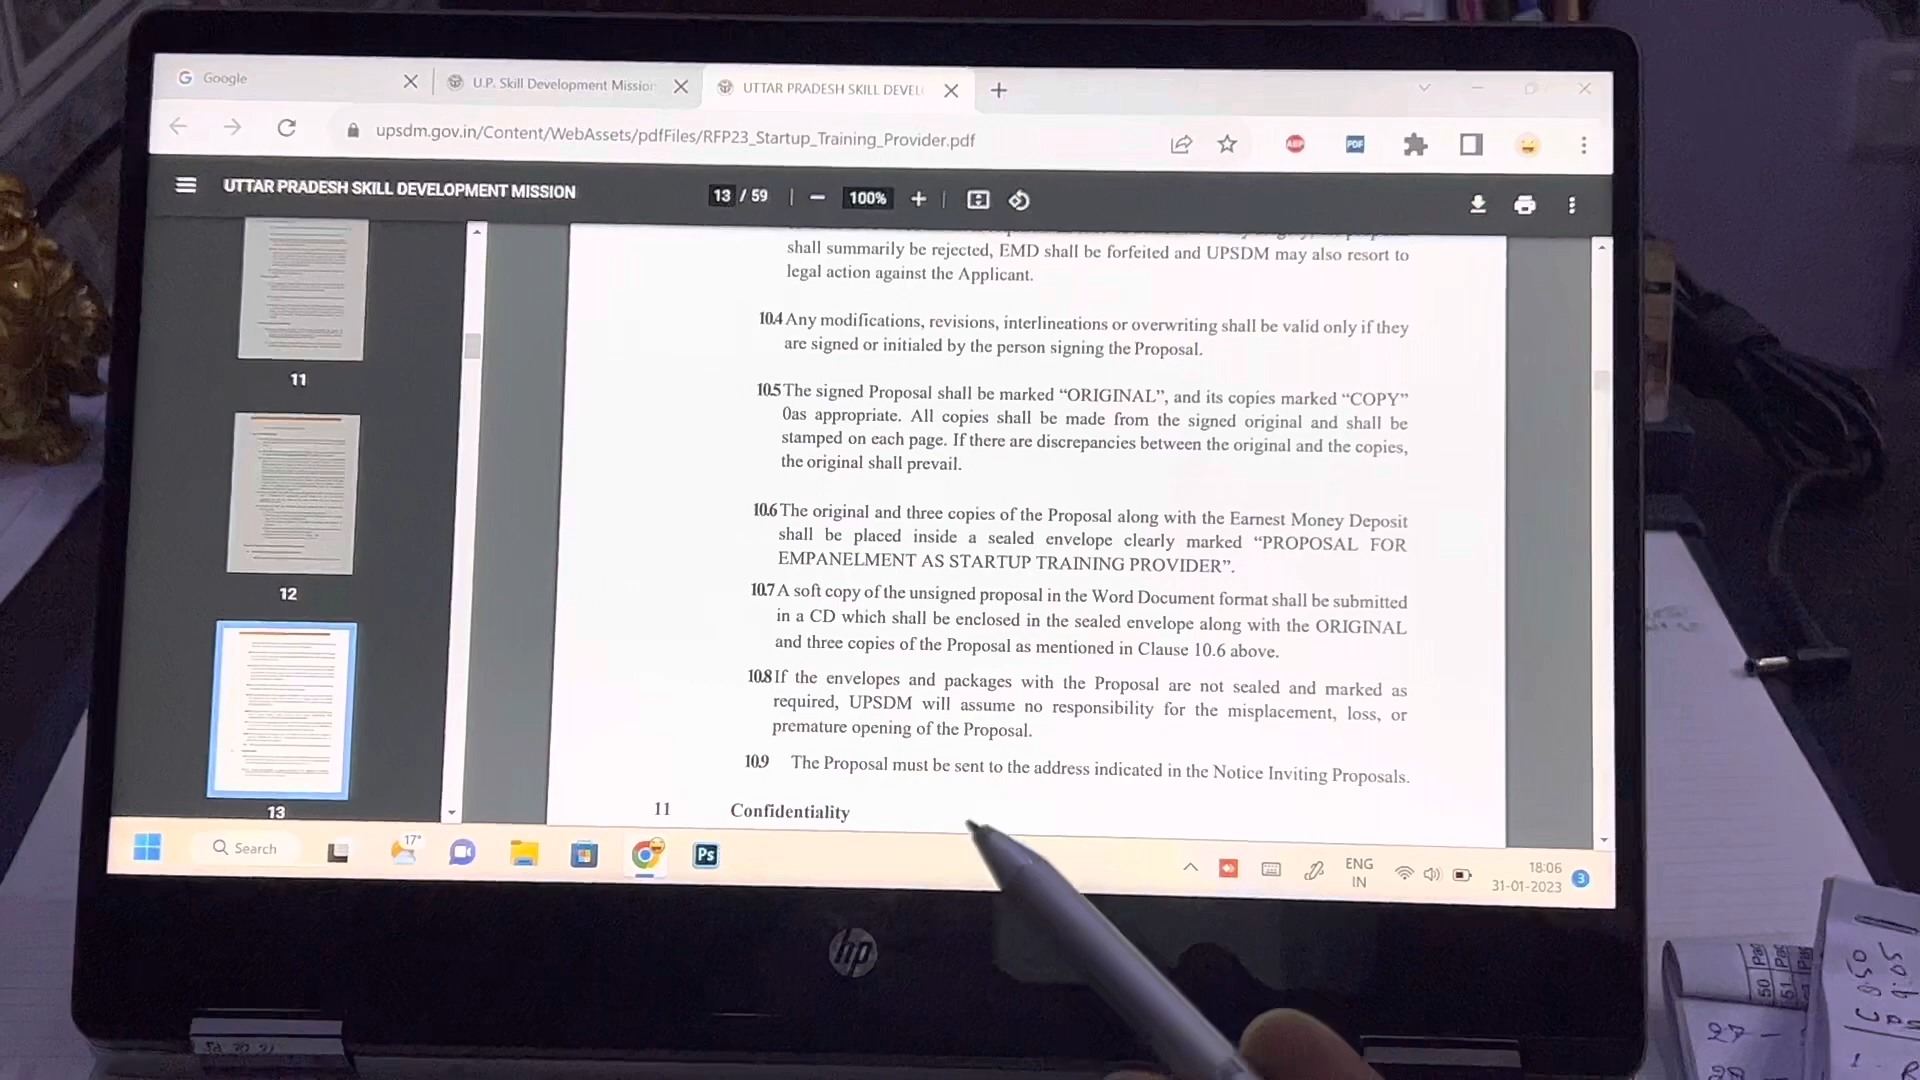 Google
U.P. Skill Development Mission
UTTAR PRADESH SKILL DEVEL
upsdm.gov.in/Content/WebAssets/pdfFiles/RFP23_Startup_Training_Provider.pdf
ABP
PDF
UTTAR PRADESH SKILL DEVELOPMENT MISSION
13 / 59
100%
11
12
13
shall summarily be rejected, EMD shall be forfeited and UPSDM may also resort to
legal action against the Applicant.
10.4 Any modifications, revisions, interlineations or overwriting shall be valid only if they
are signed or initialed by the person signing the Proposal.
10.5 The signed Proposal shall be marked “ORIGINAL”, and its copies marked “COPY”
0as appropriate. All copies shall be made from the signed original and shall be
stamped on each page. If there are discrepancies between the original and the copies,
the original shall prevail.
10.6 The original and three copies of the Proposal along with the Earnest Money Deposit
shall be placed inside a sealed envelope clearly marked “PROPOSAL FOR
EMPANELMENT AS STARTUP TRAINING PROVIDER”.
10.7 A soft copy of the unsigned proposal in the Word Document format shall be submitted
in a CD which shall be enclosed in the sealed envelope along with the ORIGINAL
and three copies of the Proposal as mentioned in Clause 10.6 above.
10.8 If the envelopes and packages with the Proposal are not sealed and marked as
required, UPSDM will assume no responsibility for the misplacement, loss, or
premature opening of the Proposal.
10.9 The Proposal must be sent to the address indicated in the Notice Inviting Proposals.
11 Confidentiality
Search
17°
Ps
ENG
IN
18:06
31-01-2023
3
hp
50
51
27 -